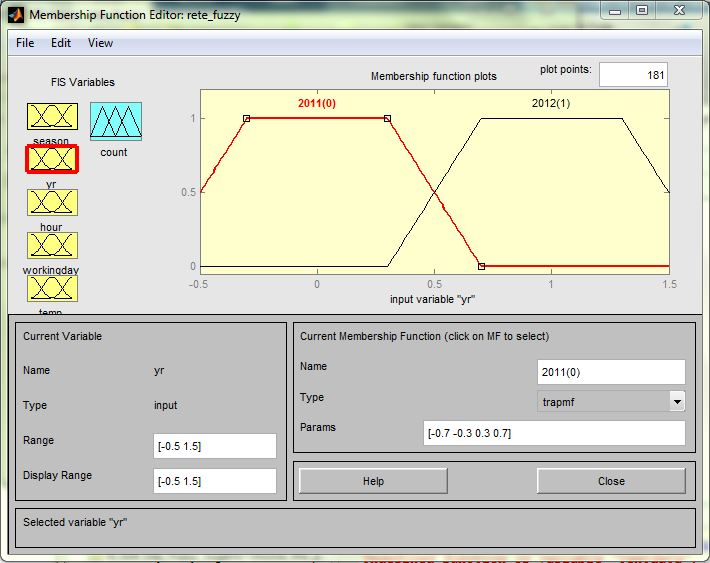 Membership Function Editor: rete_fuzzy
File Edit View
FIS Variables
season
yr
hour
workingday
temp
count
Membership function plots
plot points: 181
2011(0)
2012(1)
1
0.5
0
-0.5 0 0.5 1 1.5
input variable "yr"
Current Variable
Name yr
Type input
Range [-0.5 1.5]
Display Range [-0.5 1.5]
Current Membership Function (click on MF to select)
Name 2011(0)
Type trapmf
Params [-0.7 -0.3 0.3 0.7]
Help Close
Selected variable "yr"